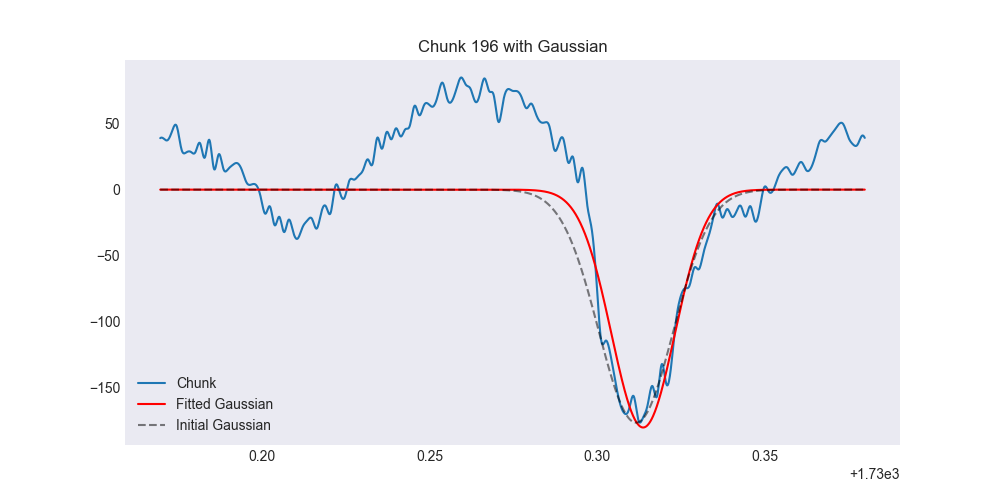 Chunk 196 with Gaussian
50
0
−50
−100
−150
Chunk
Fitted Gaussian
Initial Gaussian
0.20 0.25 0.30 0.35
+1.73e3